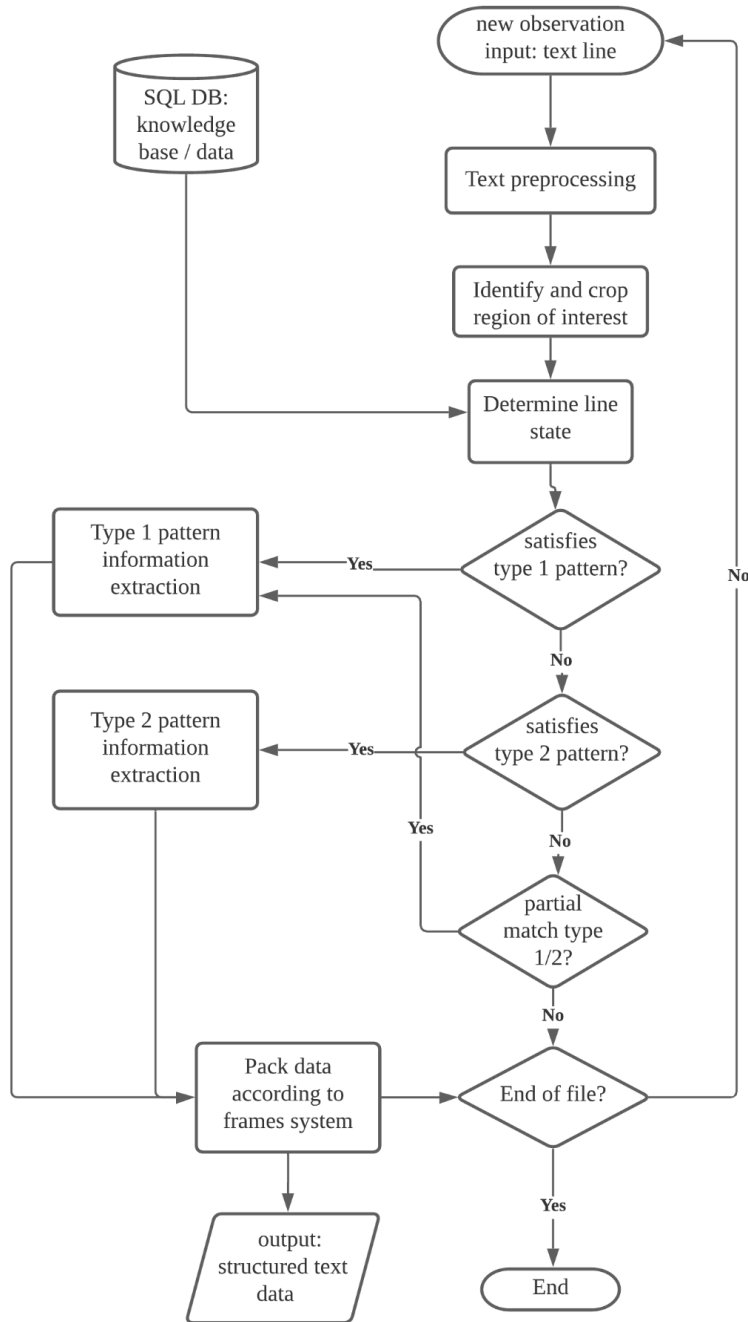 new observation
input: text line
SQL DB:
knowledge
base / data
Text preprocessing
Identify and crop
region of interest
Determine line
state
satisfies
type 1 pattern?
Yes
Type 1 pattern
information
extraction
No
No
satisfies
type 2 pattern?
Yes
Type 2 pattern
information
extraction
No
Yes
partial
match type
1/2?
No
Pack data
according to
frames system
End of file?
Yes
output:
structured text
data
End